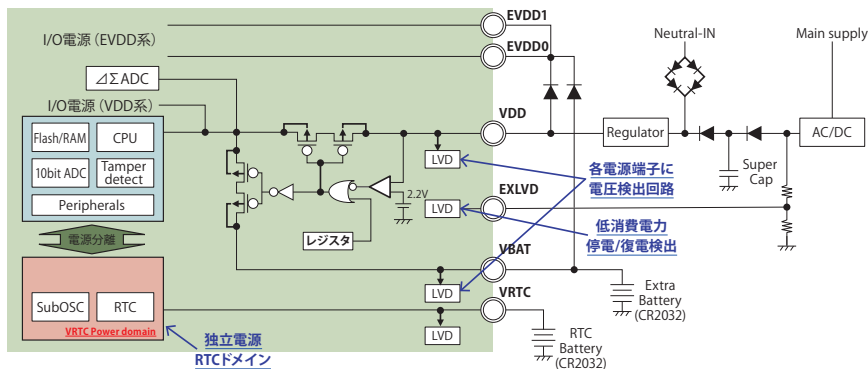 EVDD1
I/O電源（EVDD系）
EVDD0
Neutral-IN
Main supply
⊿Σ ADC
I/O電源（VDD系）
VDD
Flash/RAM
CPU
LVD
Regulator
AC/DC
10bit ADC
Tamper
detect
2.2V
各電源端子に
電圧検出回路
Super
Cap
Peripherals
LVD
EXLVD
レジスタ
低消費電力
停電/復電検出
電源分離
VBAT
LVD
Extra
Battery
(CR2032)
SubOSC
RTC
VRTC
VRTC Power domain
LVD
独立電源
RTCドメイン
RTC
Battery
(CR2032)